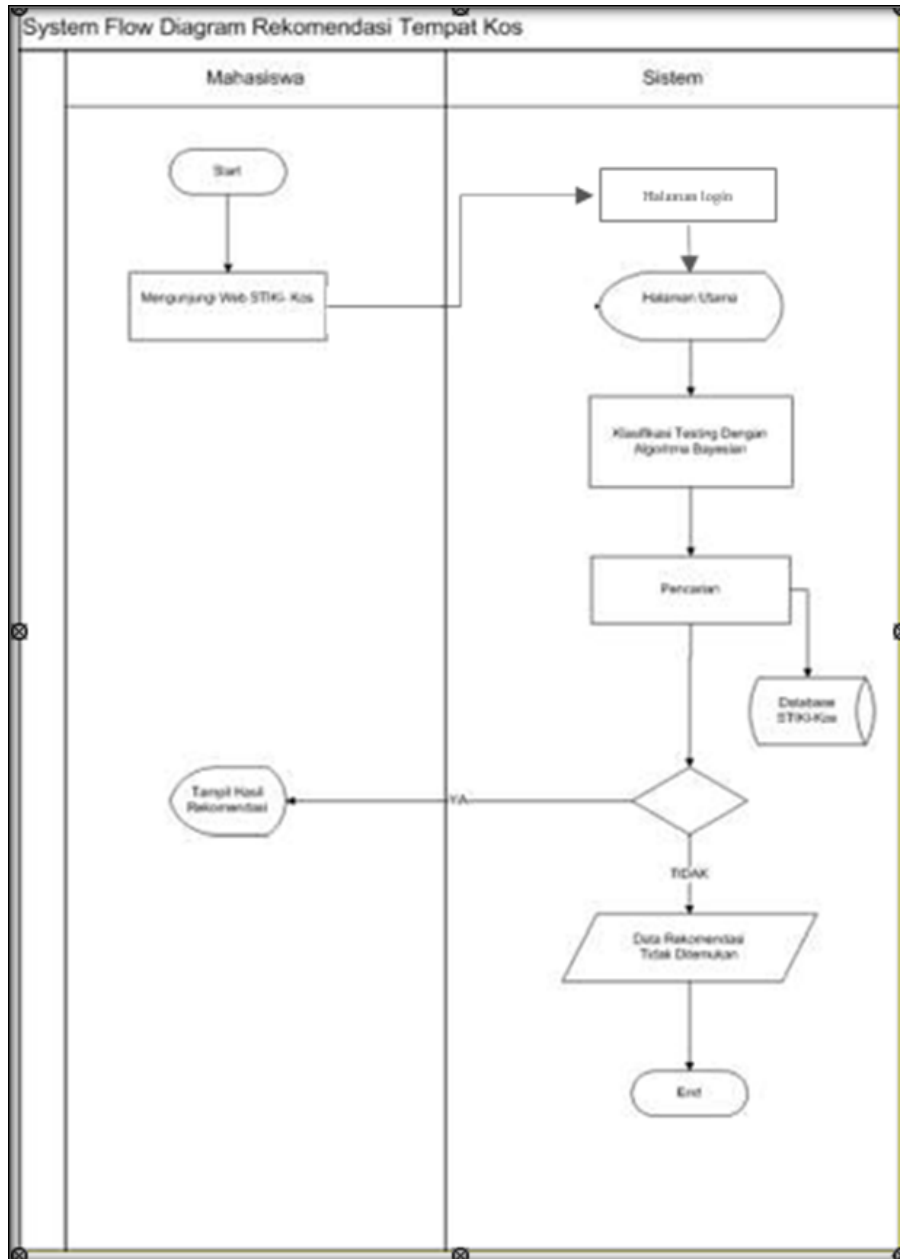 System Flow Diagram Rekomendasi Tempat Kos
Mahasiswa
Sistem
Start
Halaman login
Mengunjungi Web STIKI- Kos
Halaman Utama
Klasifikasi Testing Dengan
Algoritma Bayesian
Pencarian
Database
STIKI-Kos
Tampil Hasil
Rekomendasi
YA
TIDAK
Data Rekomendasi
Tidak Ditemukan
End